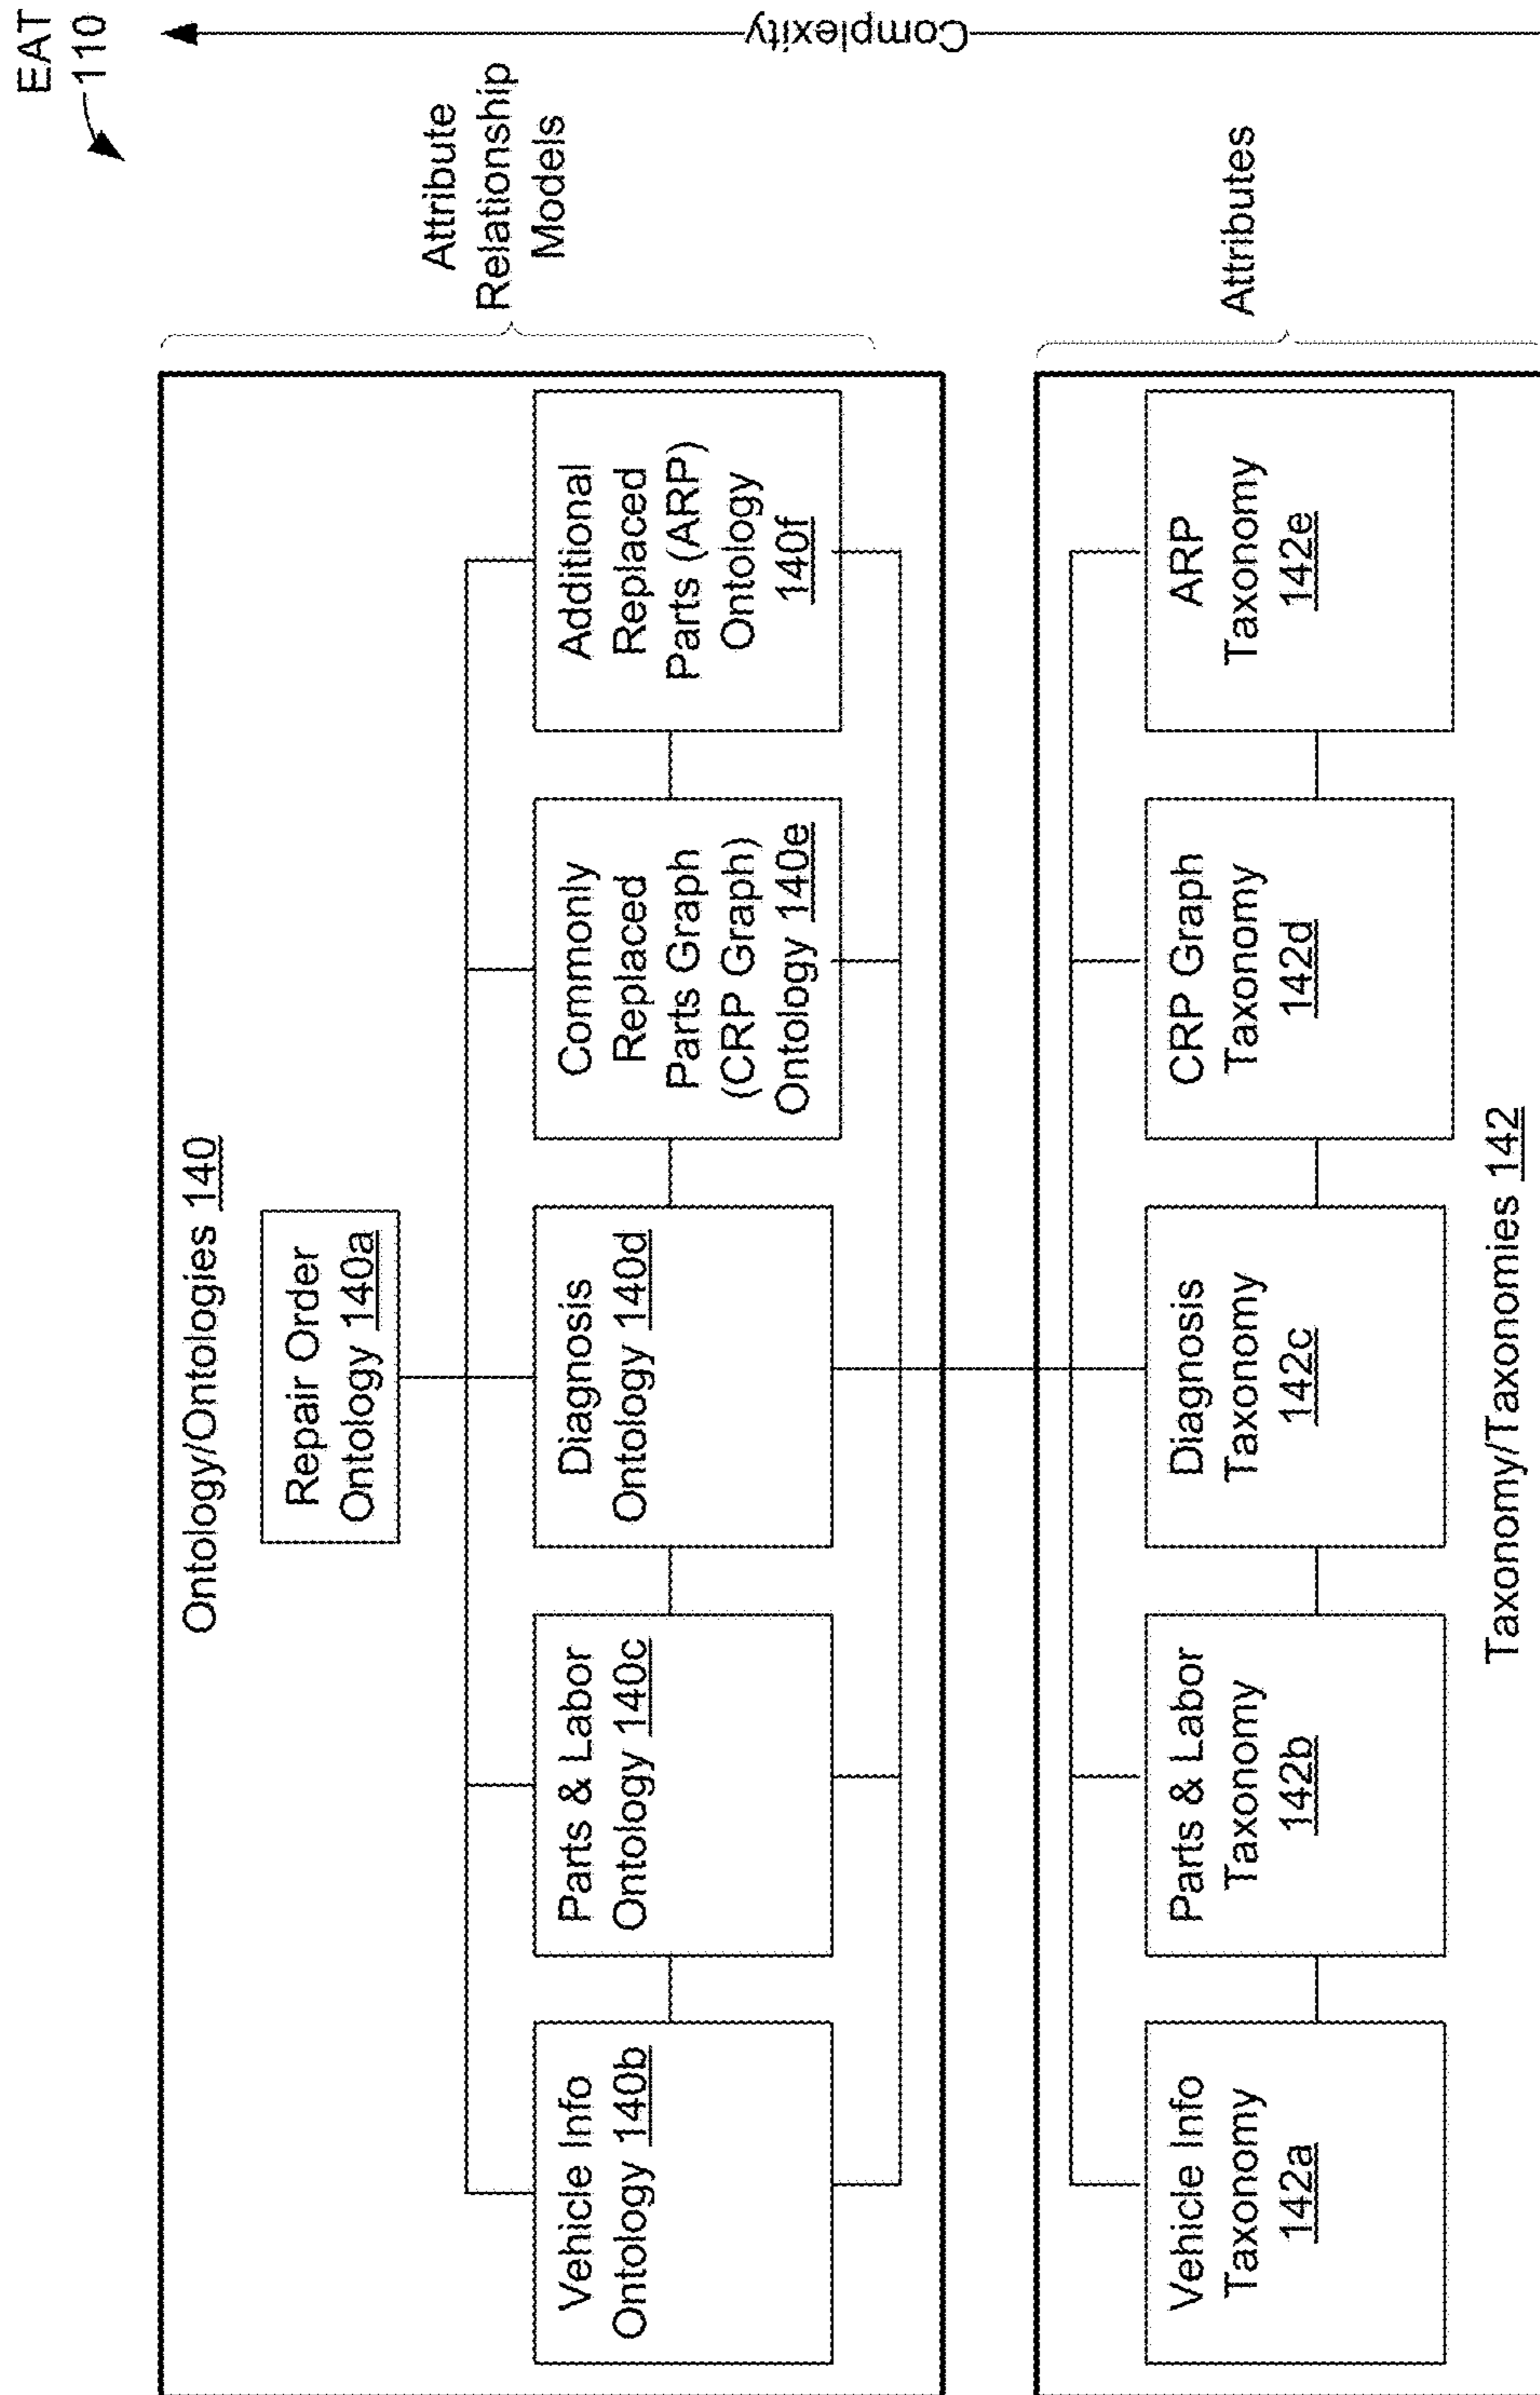 EAT
110
Complexity
Attribute
Relationship
Models
Attributes
Ontology/Ontologies 140
Repair Order
Ontology 140a
Vehicle Info
Ontology 140b
Parts & Labor
Ontology 140c
Diagnosis
Ontology 140d
Commonly
Replaced
Parts Graph
(CRP Graph)
Ontology 140e
Additional
Replaced
Parts (ARP)
Ontology
140f
Vehicle Info
Taxonomy
142a
Parts & Labor
Taxonomy
142b
Diagnosis
Taxonomy
142c
CRP Graph
Taxonomy
142d
ARP
Taxonomy
142e
Taxonomy/Taxonomies 142